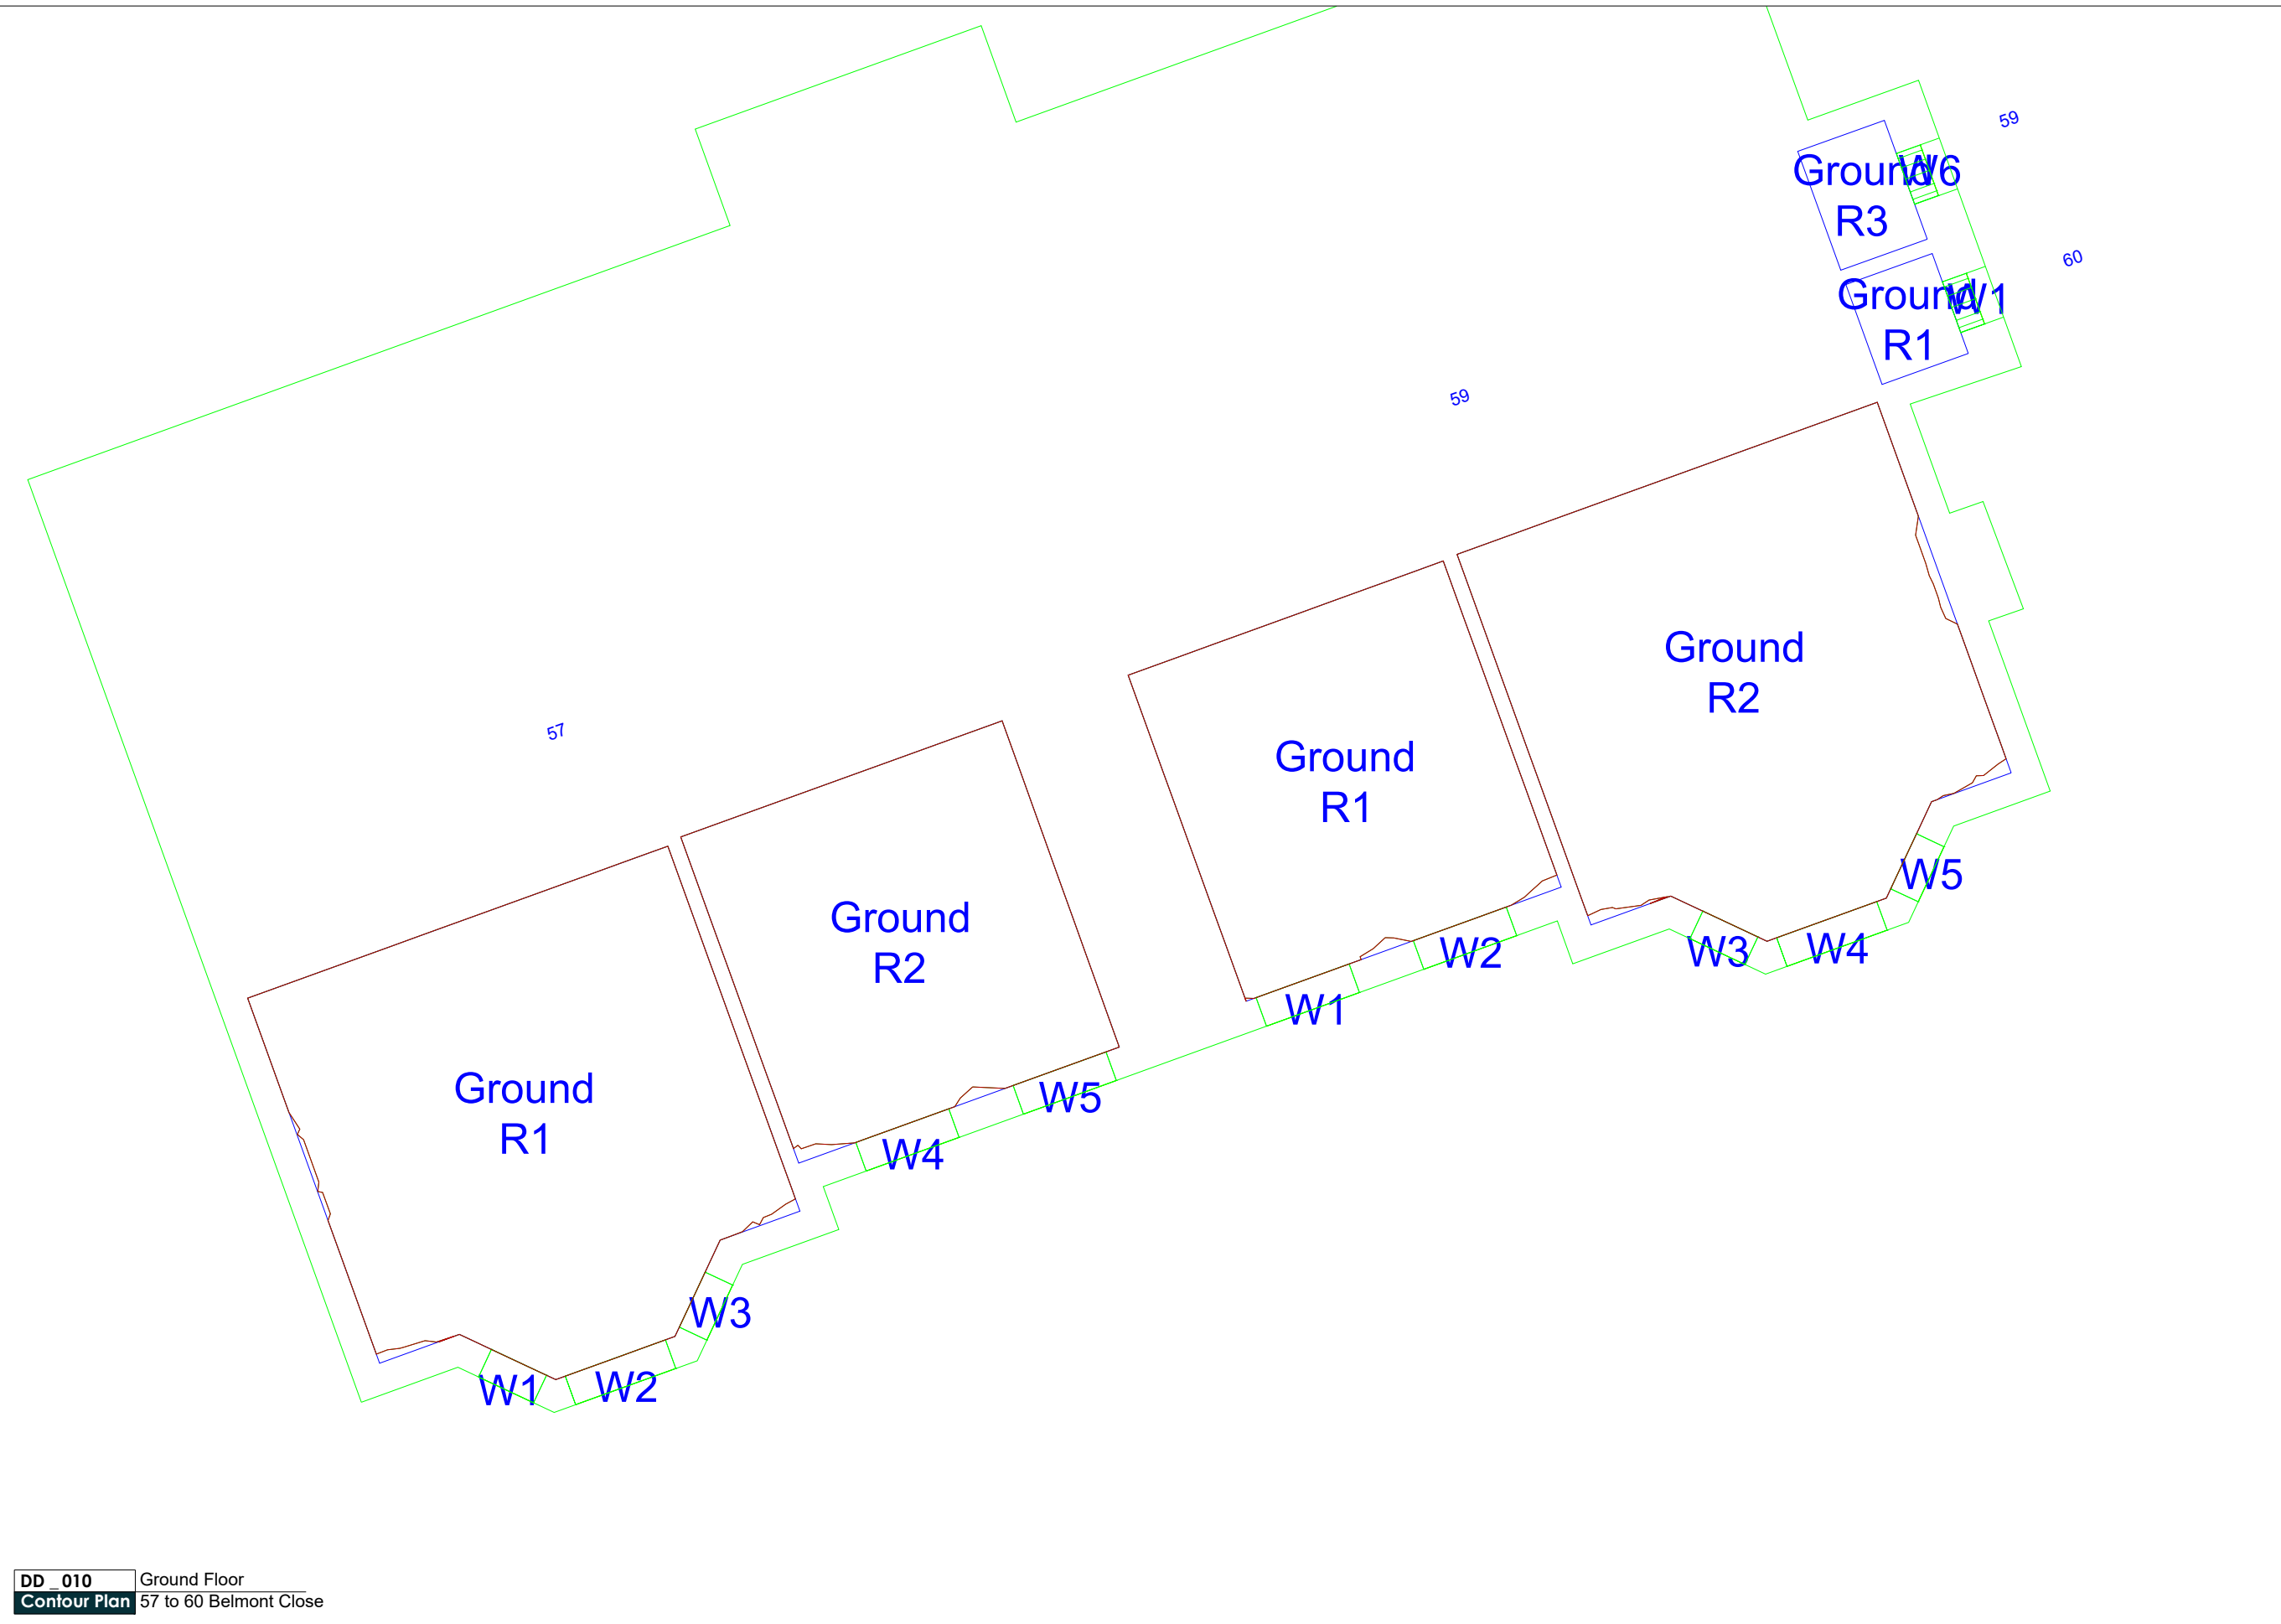 59
Ground W6
R3
60
Ground W1
R1
59
Ground
R2
57
Ground
R1
Ground
R2
W5
W3
W4
W2
W1
Ground
R1
W5
W4
W3
W1
W2
DD _ 010
Ground Floor
Contour Plan
57 to 60 Belmont Close